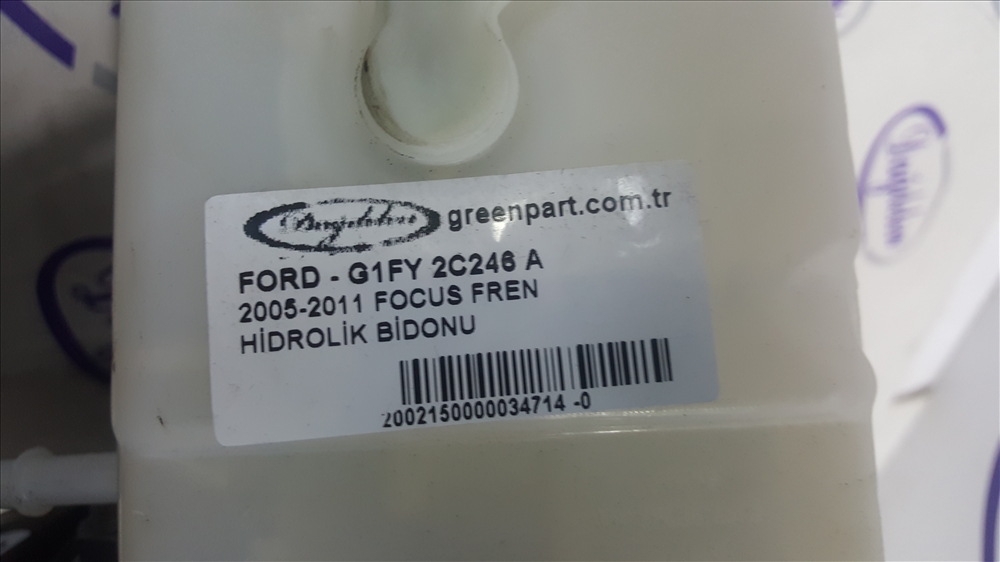 greenpart.com.tr
FORD - G1FY 2C246 A
2005-2011 FOCUS FREN
HİDROLİK BİDONU
2002150000034714 -0